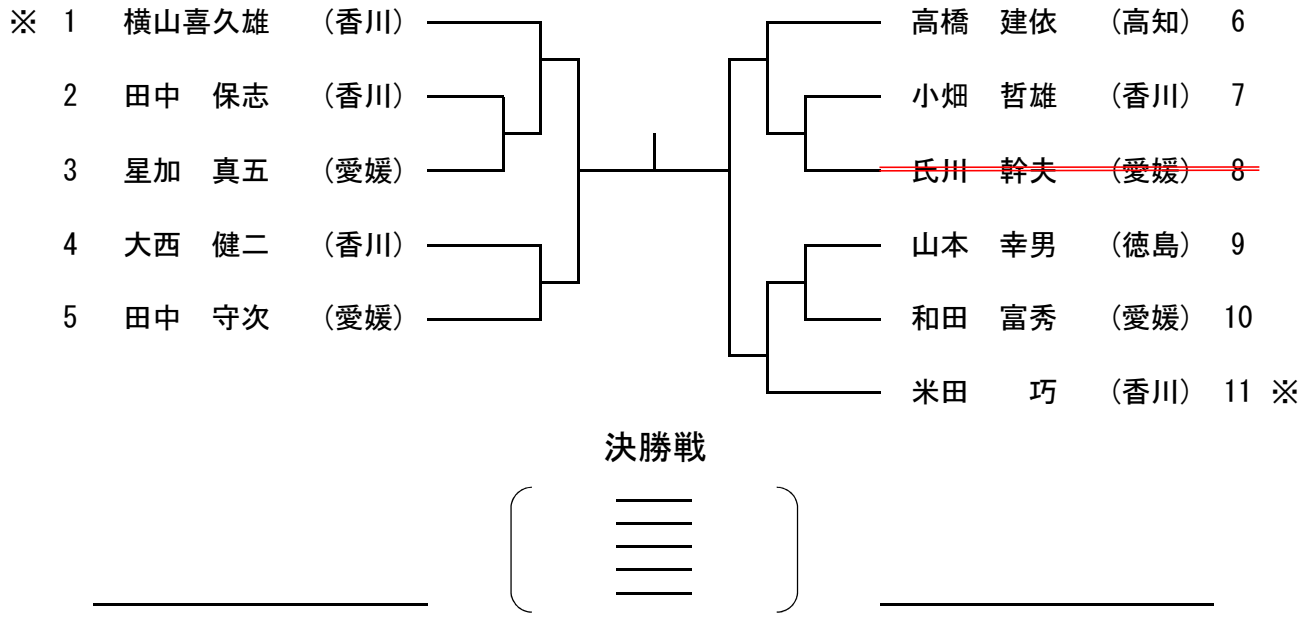 ※ 1 横山喜久雄 (香川) 高橋 建依 (高知) 6
2 田中 保志 (香川) 小畑 哲雄 (香川) 7
3 星加 真五 (愛媛) 氏川 幹夫 (愛媛) 8
4 大西 健二 (香川) 山本 幸男 (徳島) 9
5 田中 守次 (愛媛) 和田 富秀 (愛媛) 10
米田 巧 (香川) 11 ※
決勝戦